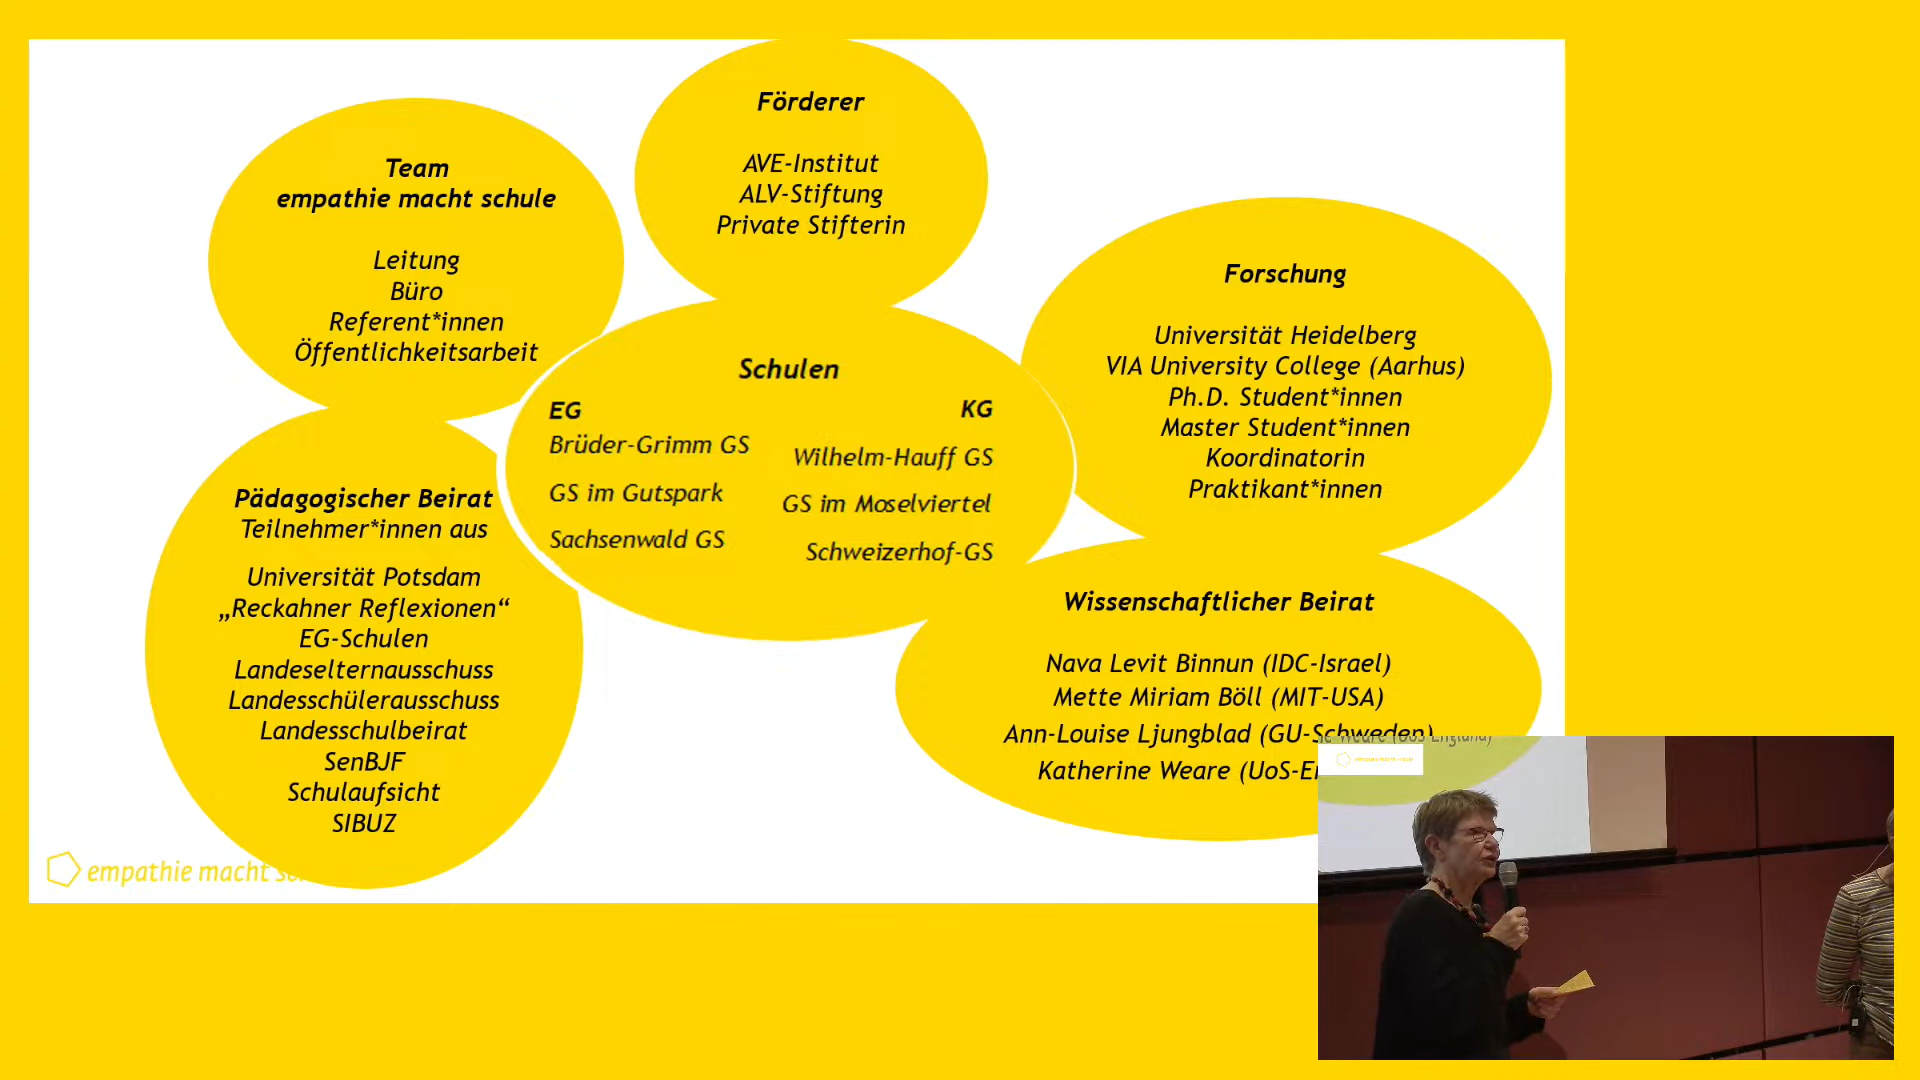 Förderer
AVE-Institut
ALV-Stiftung
Private Stifterin
Team
empathie macht schule
Leitung
Büro
Referent*innen
Öffentlichkeitsarbeit
Forschung
Universität Heidelberg
VIA University College (Aarhus)
Ph.D. Student*innen
Master Student*innen
Koordinatorin
Praktikant*innen
Schulen
EG
Brüder-Grimm GS
GS im Gutspark
Sachsenwald GS
KG
Wilhelm-Hauff GS
GS im Moselviertel
Schweizerhof-GS
Pädagogischer Beirat
Teilnehmer*innen aus
Universität Potsdam
„Reckahner Reflexionen“
EG-Schulen
Landeselternausschuss
Landesschülerausschuss
Landesschulbeirat
SenBJF
Schulaufsicht
SIBUZ
Wissenschaftlicher Beirat
Nava Levit Binnun (IDC-Israel)
Mette Miriam Böll (MIT-USA)
Ann-Louise Ljungblad (GU-Schweden)
Katherine Weare (UoS-
empathie macht